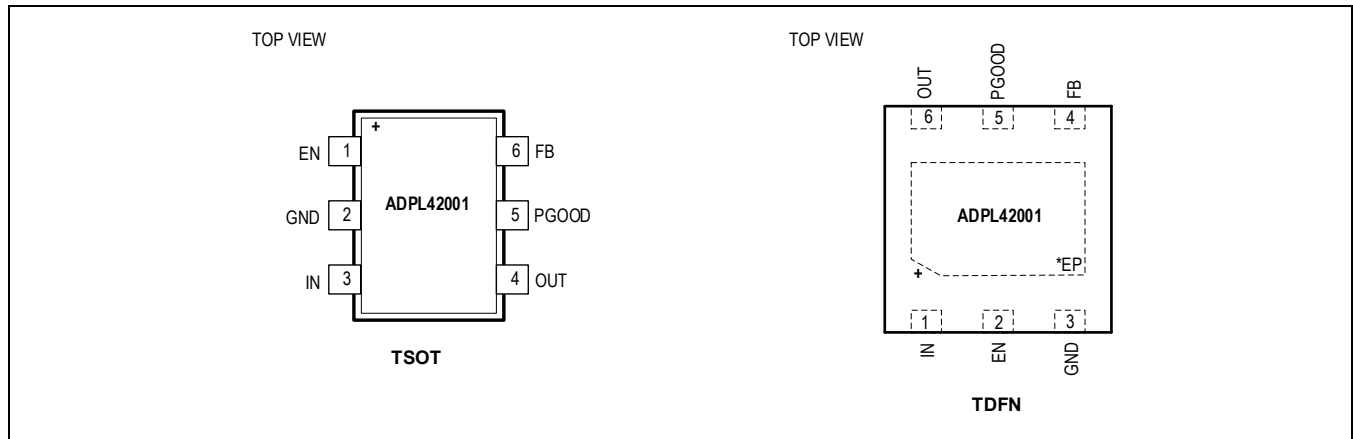 TOP VIEW
+
EN 1
6 FB
GND 2
ADPL42001
5 PGOOD
IN 3
4 OUT
TSOT
TOP VIEW
OUT
PGOOD
FB
6
5
4
ADPL42001
*EP
+
1
2
3
IN
EN
GND
TDFN